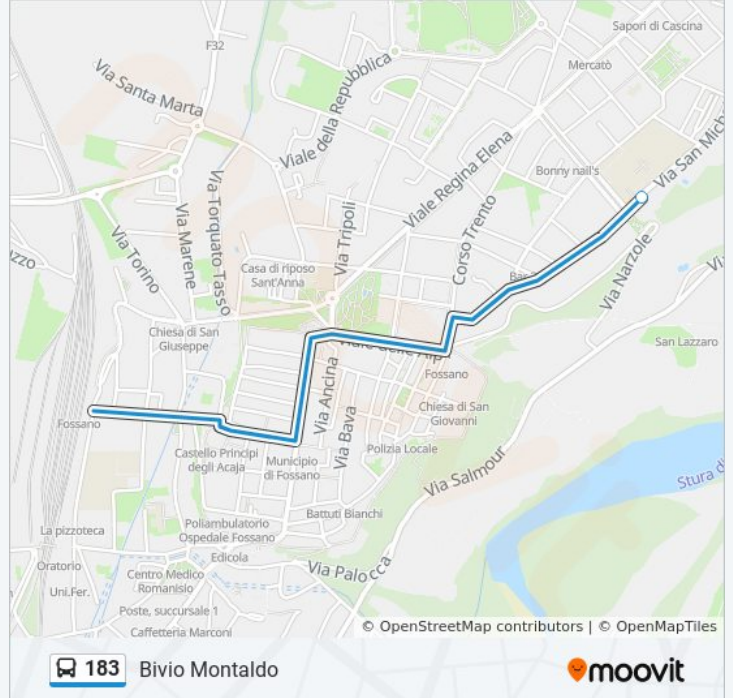 Sapori di Cascina
F32
Mercatò
Via Santa Marta
Viale della Repubblica
Via San Mich
Bonny nail's
Viale Regina Elena
Via Torquato Tasso
Via Marene
Via Tripoli
Corso Trento
Via Torino
Casa di riposo
Sant'Anna
Via Narzole
Chiesa di San
Giuseppe
San Lazzaro
Viale delle Alpi
Fossano
Via Ancina
Chiesa di San
Giovanni
Fossano
Via Bava
Castello Principi
degli Acaja
Municipio
di Fossano
Polizia Locale
Via Salmour
Stura d
Battuti Bianchi
La pizzoteca
Poliambulatorio
Ospedale Fossano
Edicola
Oratorio
Uni.Fer.
Centro Medico
Romanisio
Via Palocca
Poste, succursale 1
Caffetteria Marconi
© OpenStreetMap contributors | © OpenMapTiles
183 Bivio Montaldo
moovit